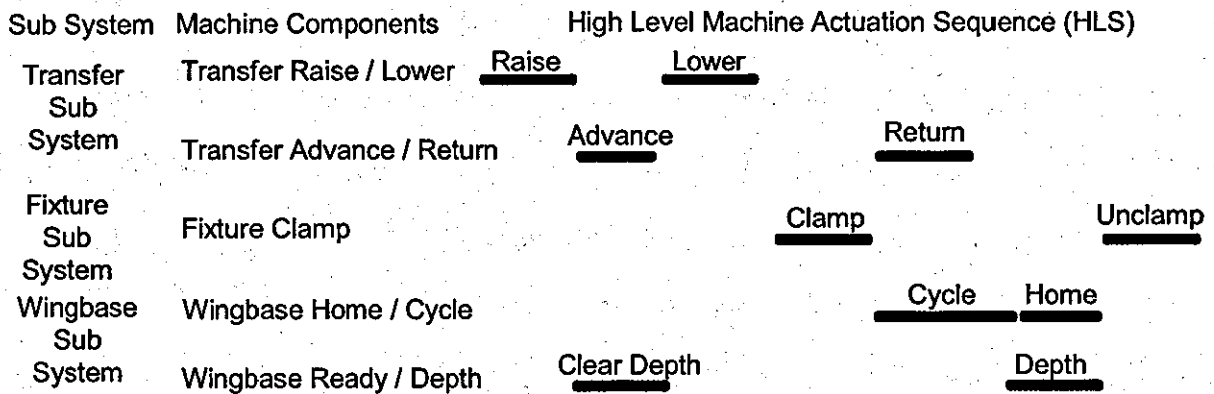 Sub System Machine Components High Level Machine Actuation Sequence (HLS)
Transfer Sub System
Transfer Raise / Lower Raise Lower
Transfer Advance / Return Advance Return
Fixture Sub System
Fixture Clamp Clamp Unclamp
Wingbase Sub System
Wingbase Home / Cycle Cycle Home
Wingbase Ready / Depth Clear Depth Depth